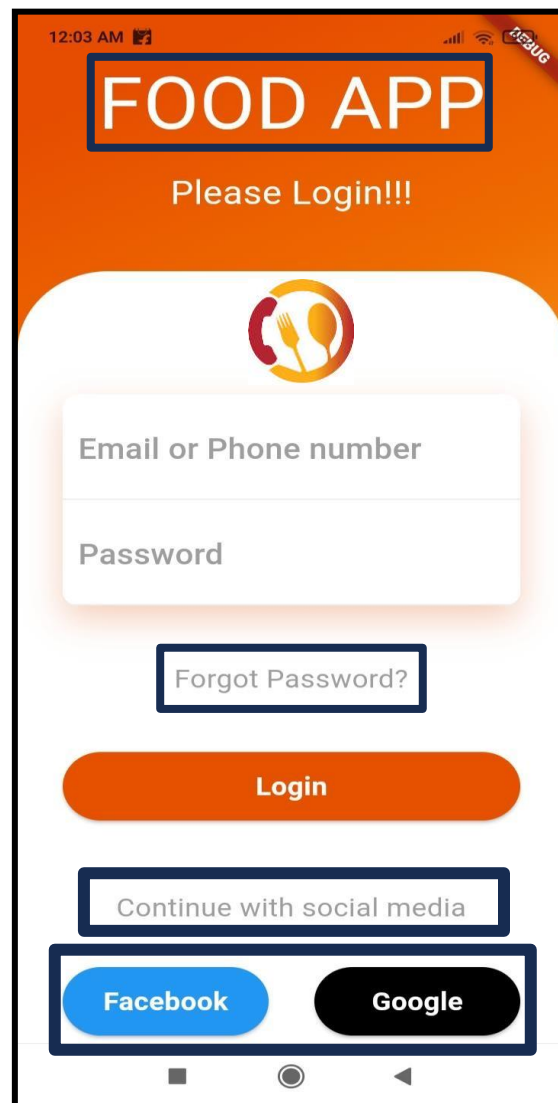 12:03 AM
DEBUG
FOOD APP
Please Login!!!
Email or Phone number
Password
Forgot Password?
Login
Continue with social media
Facebook Google